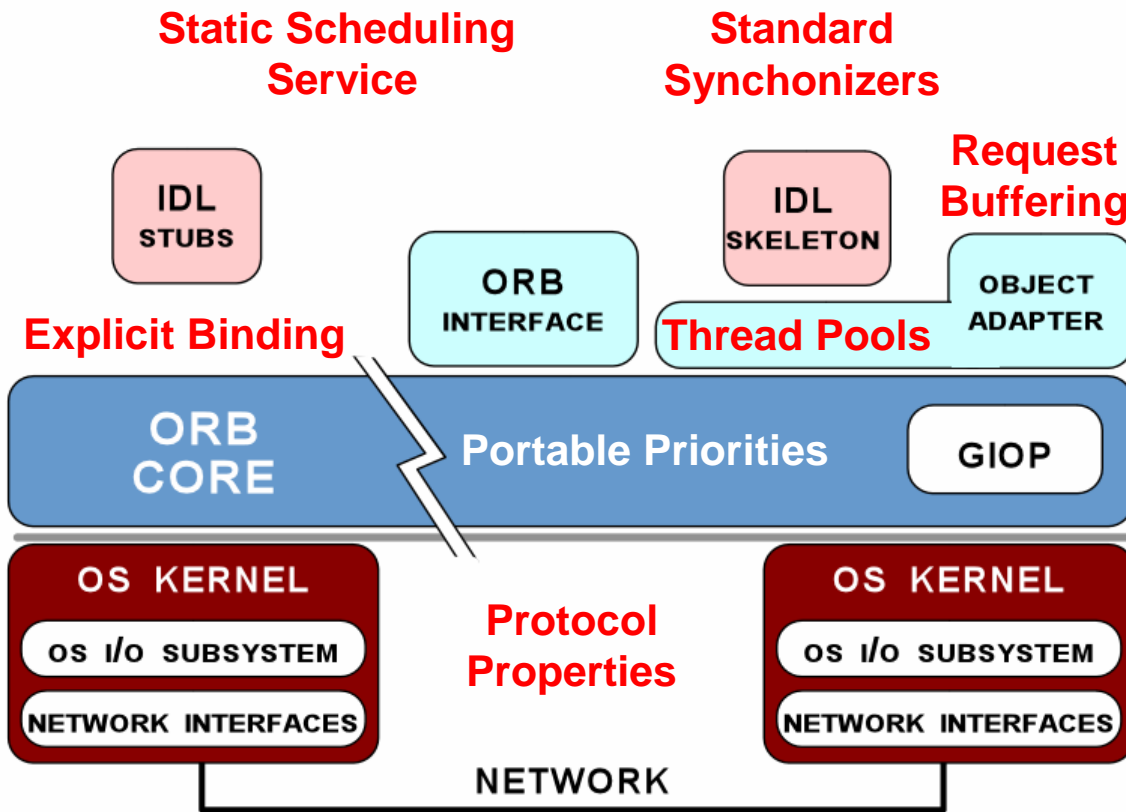 Static Scheduling
Service
Standard
Synchonizers
Request
Buffering
IDL
STUBS
IDL
SKELETON
ORB
INTERFACE
OBJECT
ADAPTER
Explicit Binding
Thread Pools
ORB
CORE
Portable Priorities
GIOP
OS KERNEL
OS I/O SUBSYSTEM
NETWORK INTERFACES
Protocol
Properties
OS KERNEL
OS I/O SUBSYSTEM
NETWORK INTERFACES
NETWORK